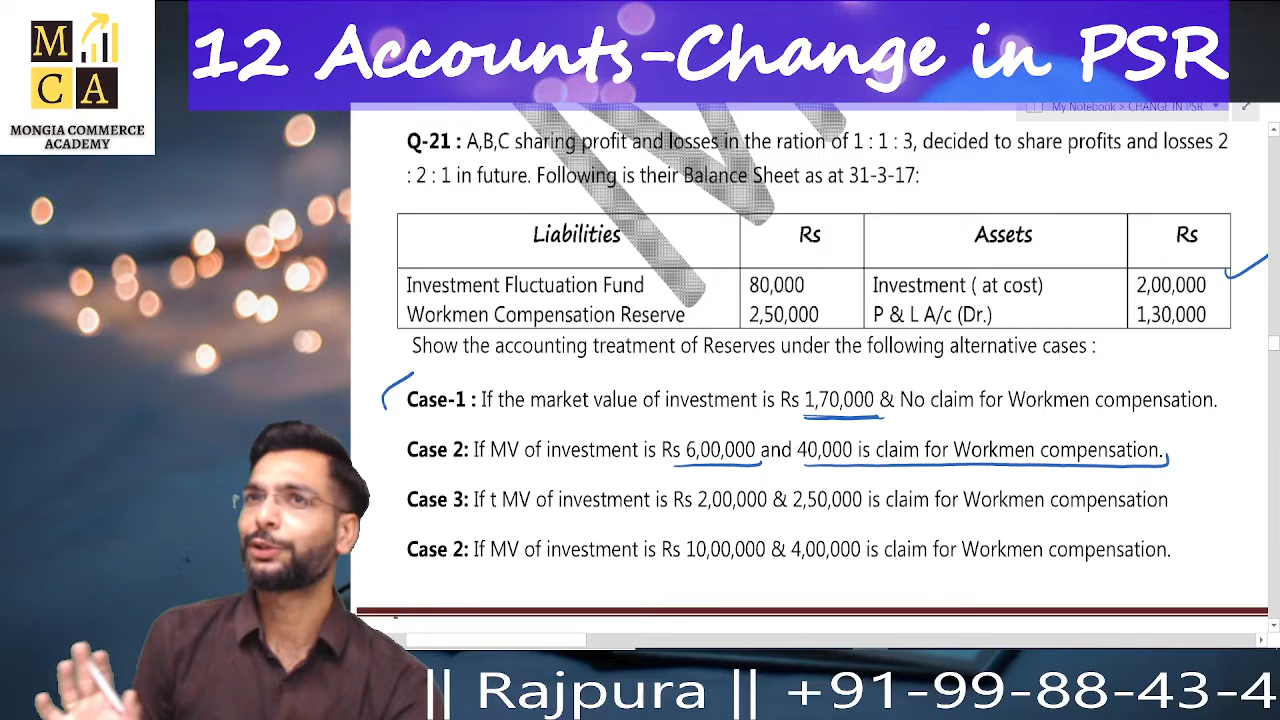 12 Accounts-Change in PSR
M
C A
MONGIA COMMERCE
ACADEMY
My Notebook > CHANGE IN PSR
Q-21 : A,B,C sharing profit and losses in the ration of 1 : 1 : 3, decided to share profits and losses 2
: 2 : 1 in future. Following is their Balance Sheet as at 31-3-17:
Liabilities Rs Assets Rs
Investment Fluctuation Fund 80,000 Investment ( at cost) 2,00,000
Workmen Compensation Reserve 2,50,000 P & L A/c (Dr.) 1,30,000
Show the accounting treatment of Reserves under the following alternative cases :
Case-1 : If the market value of investment is Rs 1,70,000 & No claim for Workmen compensation.
Case 2: If MV of investment is Rs 6,00,000 and 40,000 is claim for Workmen compensation.
Case 3: If t MV of investment is Rs 2,00,000 & 2,50,000 is claim for Workmen compensation
Case 2: If MV of investment is Rs 10,00,000 & 4,00,000 is claim for Workmen compensation.
|| Rajpura || +91-99-88-43-4